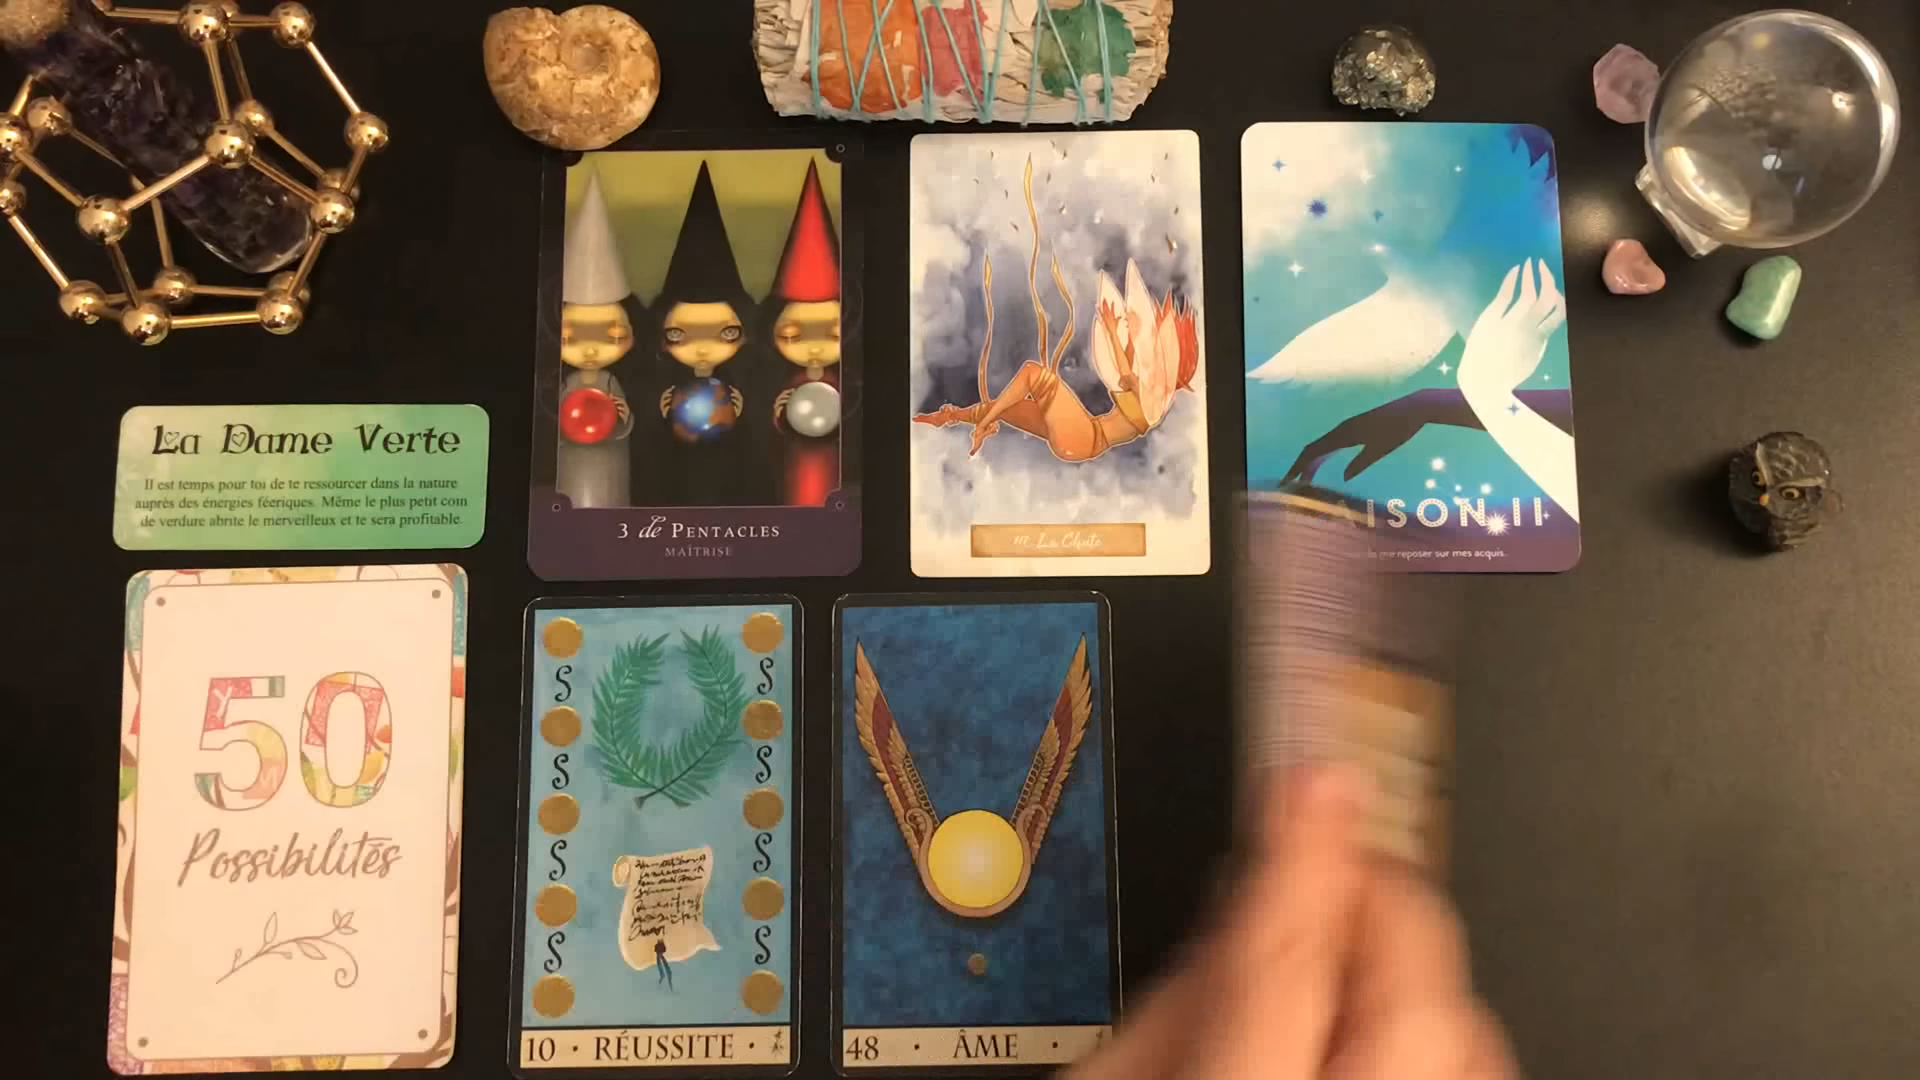 La Dame Verte
Il est temps pour toi de te ressourcer dans la nature
auprès des énergies féeriques. Même le plus petit coin
de verdure abrite le merveilleux et te sera profitable.
3 de PENTACLES
MAÎTRISE
La Chute
AISON II
me reposer sur mes acquis.
50
Possibilités
S S
S S
S S
S S
10 · RÉUSSITE ·
48 · ÂME ·